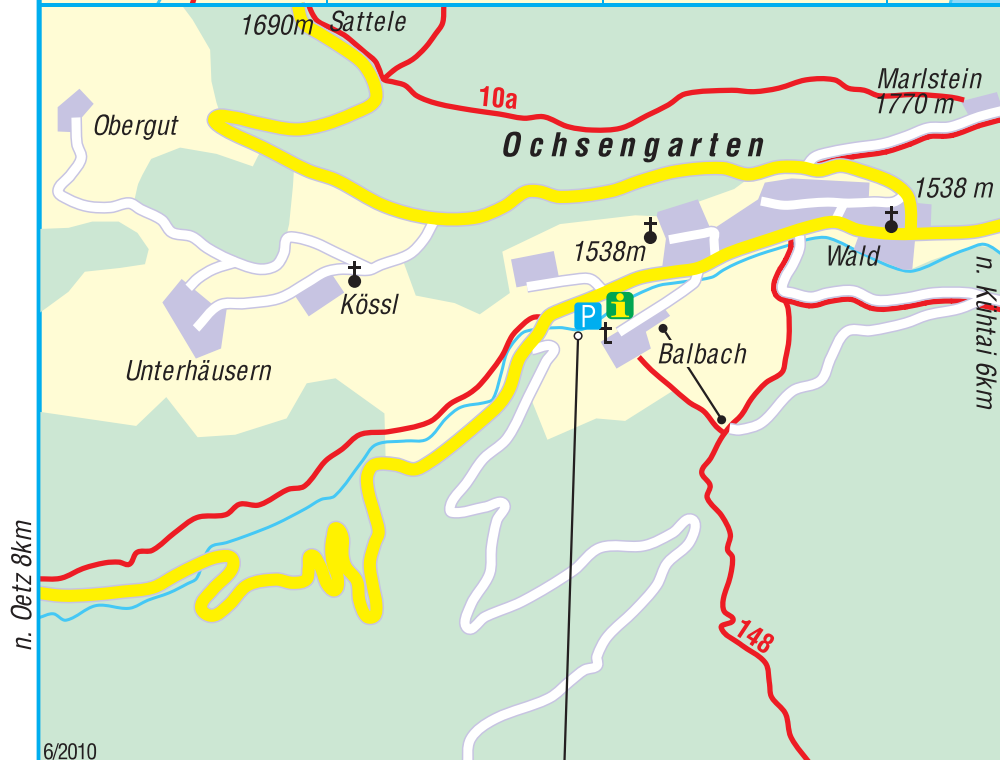 1690m
Sattele
10a
Marlstein
1770 m
Obergut
Ochsengarten
1538 m
1538m
Wald
Kössl
n. Kühtai 6km
P
i
Balbach
Unterhäusern
n. Oetz 8km
148
6/2010